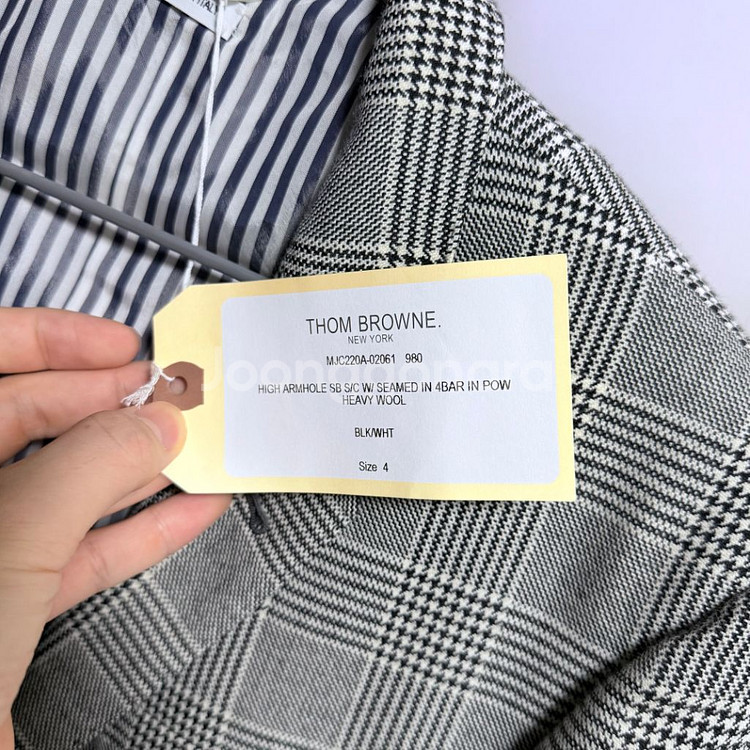 THOM BROWNE.
NEW YORK
MJC220A-02061 980
HIGH ARMHOLE SB S/C W/ SEAMED IN 4BAR IN POW
HEAVY WOOL
BLK/WHT
Size 4
Joongonara